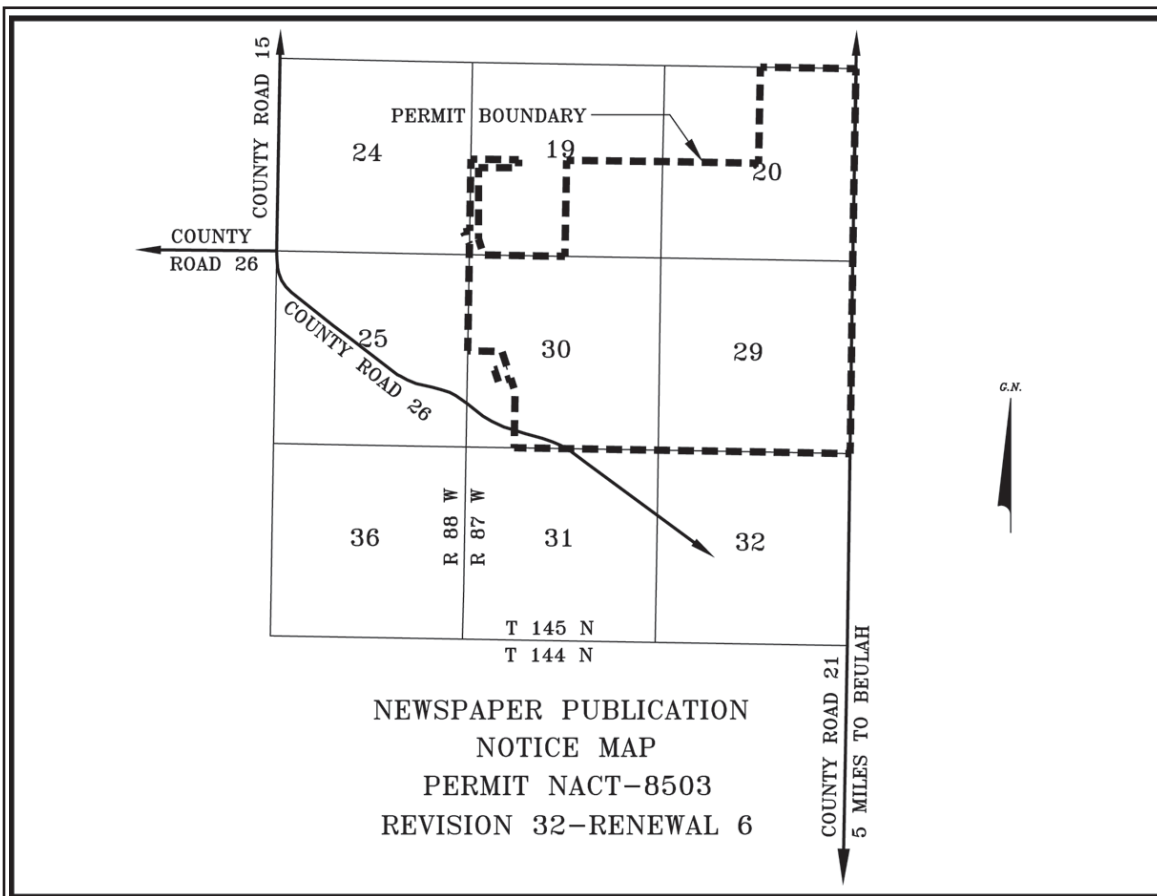 COUNTY ROAD 15
PERMIT BOUNDARY
24
19
20
COUNTY
ROAD 26
COUNTY ROAD 26
25
30
29
G.N.
R 88 W
R 87 W
36
31
32
T 145 N
T 144 N
COUNTY ROAD 21
5 MILES TO BEULAH
NEWSPAPER PUBLICATION
NOTICE MAP
PERMIT NACT-8503
REVISION 32-RENEWAL 6